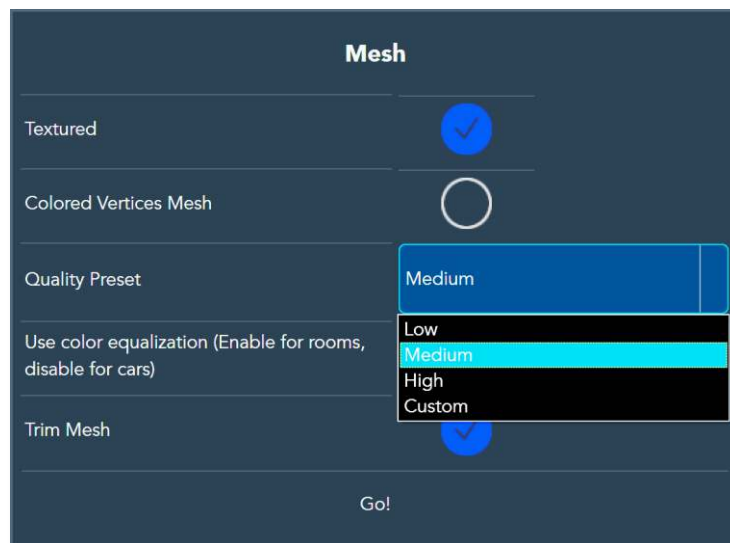 Mesh
Textured
Colored Vertices Mesh
Quality Preset
Medium
Low
Medium
High
Custom
Use color equalization (Enable for rooms,
disable for cars)
Trim Mesh
Go!